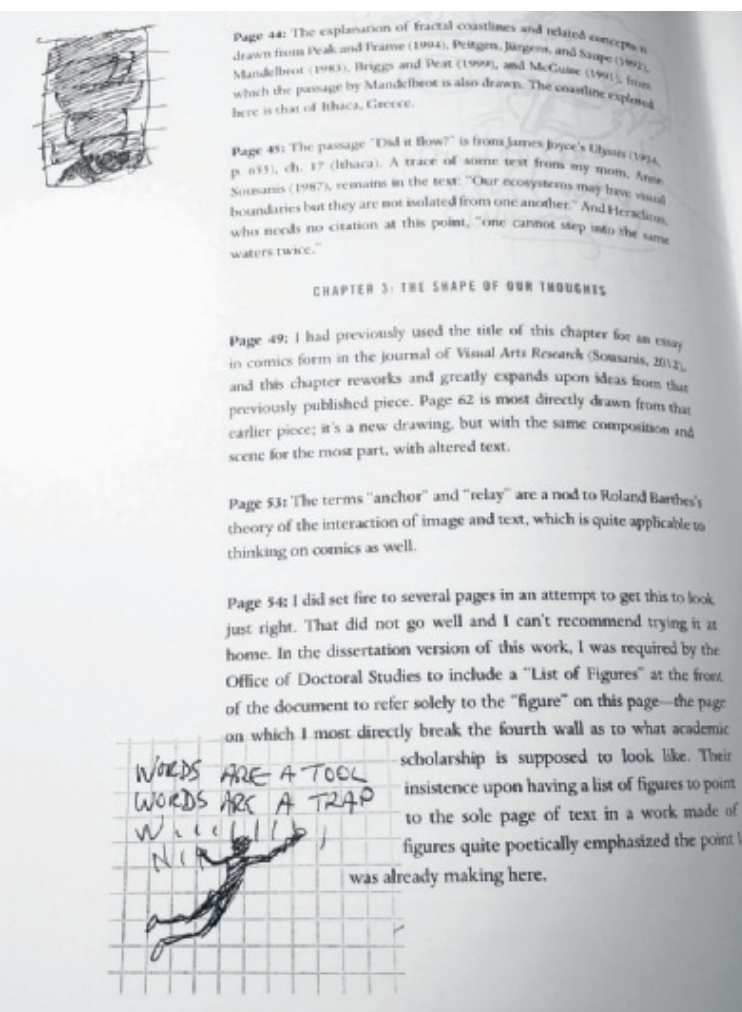 Page 44: The explanation of fractal coastlines and related concepts is
drawn from Peak and Frame (1994), Peitgen, Jürgens, and Saupe (1992),
Mandelbrot (1983), Briggs and Peat (1999), and McGuire (1991), from
which the passage by Mandelbrot is also drawn. The coastline explored
here is that of Ithaca, Greece.
Page 45: The passage "Did it flow?" is from James Joyce's Ulysses (1934,
p. 655), ch. 17 (Ithaca). A trace of some text from my mom, Anne
Sousanis (1987), remains in the text: "Our ecosystems may have visual
boundaries but they are not isolated from one another." And Heraclitus,
who needs no citation at this point, "one cannot step into the same
waters twice."
CHAPTER 3: THE SHAPE OF OUR THOUGHTS
Page 49: I had previously used the title of this chapter for an essay
in comics form in the journal of Visual Arts Research (Sousanis, 2012),
and this chapter reworks and greatly expands upon ideas from that
previously published piece. Page 62 is most directly drawn from that
earlier piece; it's a new drawing, but with the same composition and
scene for the most part, with altered text.
Page 53: The terms "anchor" and "relay" are a nod to Roland Barthes's
theory of the interaction of image and text, which is quite applicable to
thinking on comics as well.
Page 54: I did set fire to several pages in an attempt to get this to look
just right. That did not go well and I can't recommend trying it at
home. In the dissertation version of this work, I was required by the
Office of Doctoral Studies to include a "List of Figures" at the front
of the document to refer solely to the "figure" on this page—the page
on which I most directly break the fourth wall as to what academic
scholarship is supposed to look like. Their
insistence upon having a list of figures to point
to the sole page of text in a work made of
figures quite poetically emphasized the point I
was already making here.
WORDS ARE A TOOL
WORDS ARE A TRAP